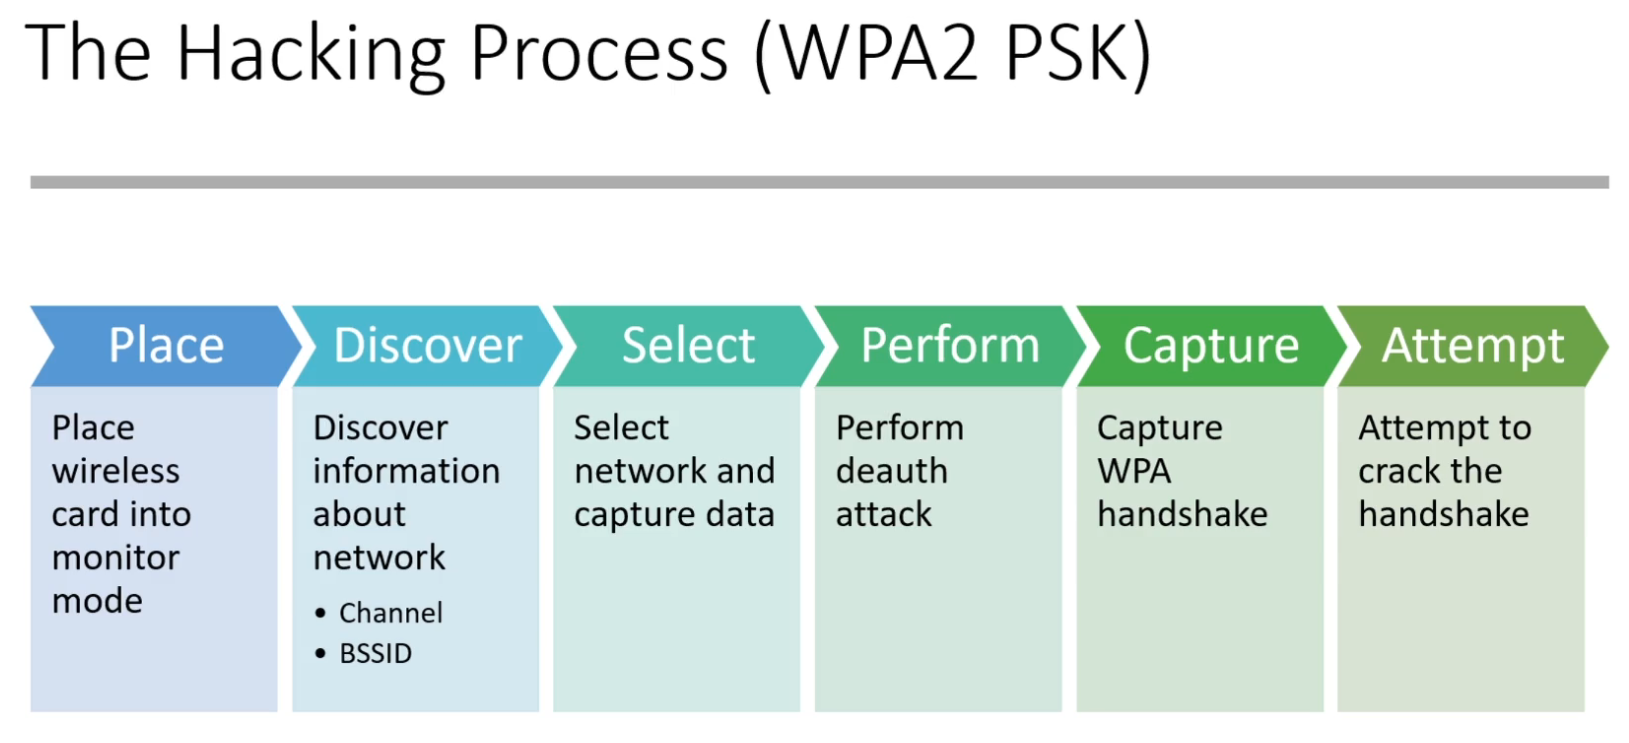 The Hacking Process (WPA2 PSK)
Place
Place
wireless
card into
monitor
mode
Discover
Discover
information
about
network
• Channel
• BSSID
Select
Select
network and
capture data
Perform
Perform
deauth
attack
Capture
Capture
WPA
handshake
Attempt
Attempt to
crack the
handshake